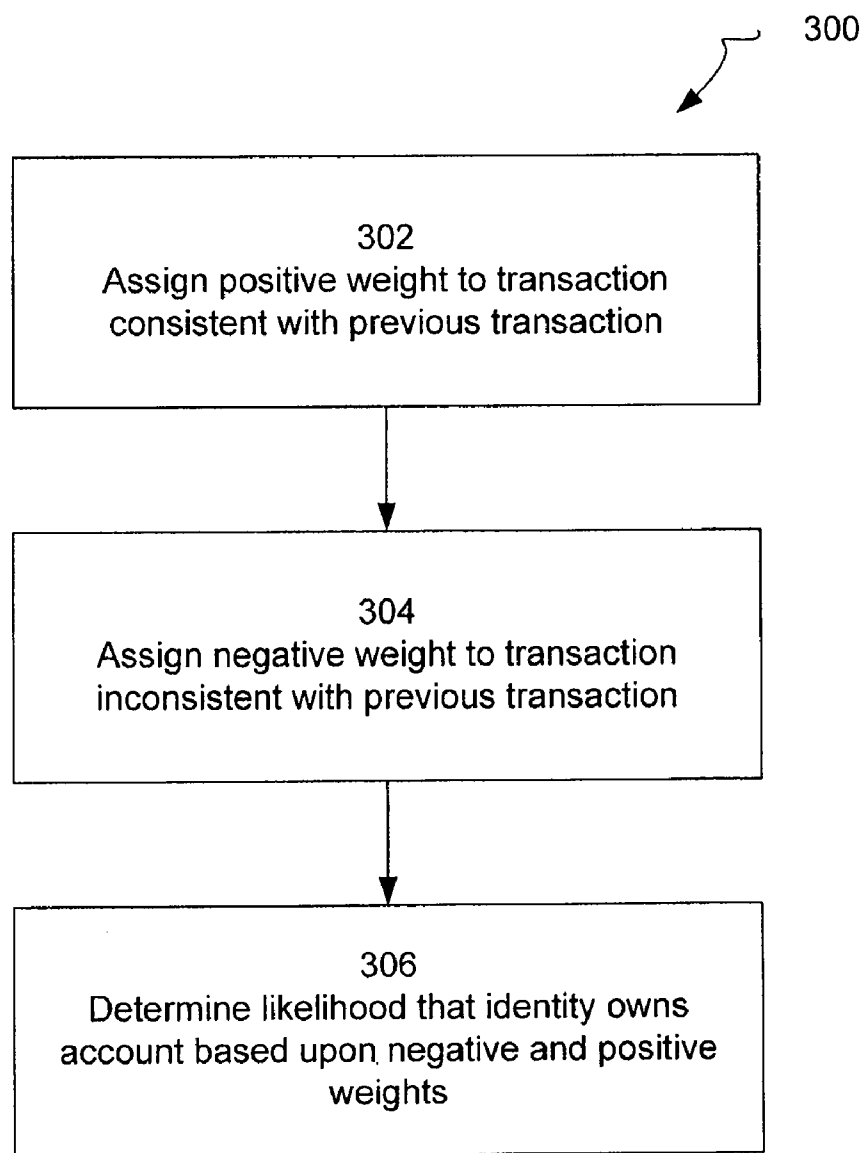 300
302
Assign positive weight to transaction
consistent with previous transaction
304
Assign negative weight to transaction
inconsistent with previous transaction
306
Determine likelihood that identity owns
account based upon negative and positive
weights